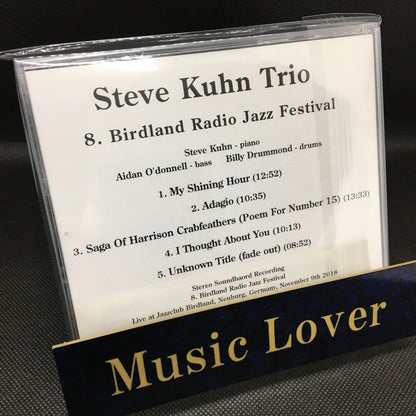 Steve Kuhn Trio
8. Birdland Radio Jazz Festival
Steve Kuhn - piano
Aidan O'donnell - bass Billy Drummond - drums
1. My Shining Hour (12:52)
2. Adagio (10:35)
3. Saga Of Harrison Crabfeathers (Poem For Number 15) (13:33)
4. I Thought About You (10:13)
5. Unknown Title (fade out) (08:52)
Stereo Soundbaord Recording
8. Birdland Radio Jazz Festival
Live at Jazzclub Birdland, Neuburg, Germany, November 9th 2018
Music Lover